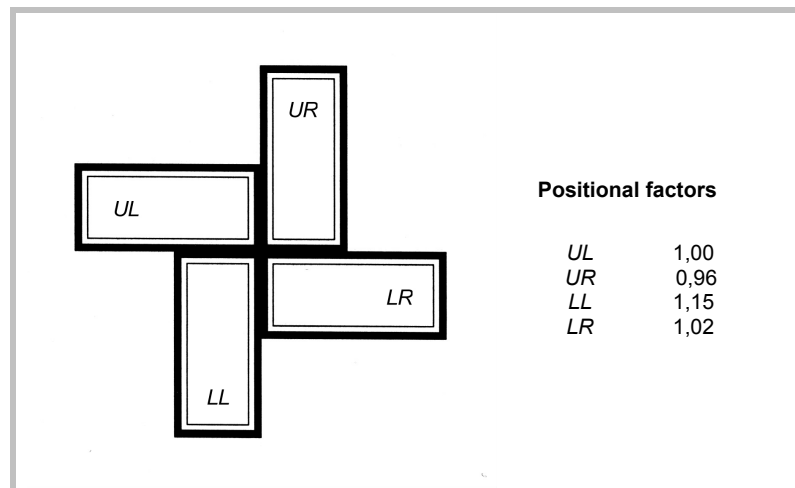 UR
UL
LR
LL
Positional factors
UL 1,00
UR 0,96
LL 1,15
LR 1,02